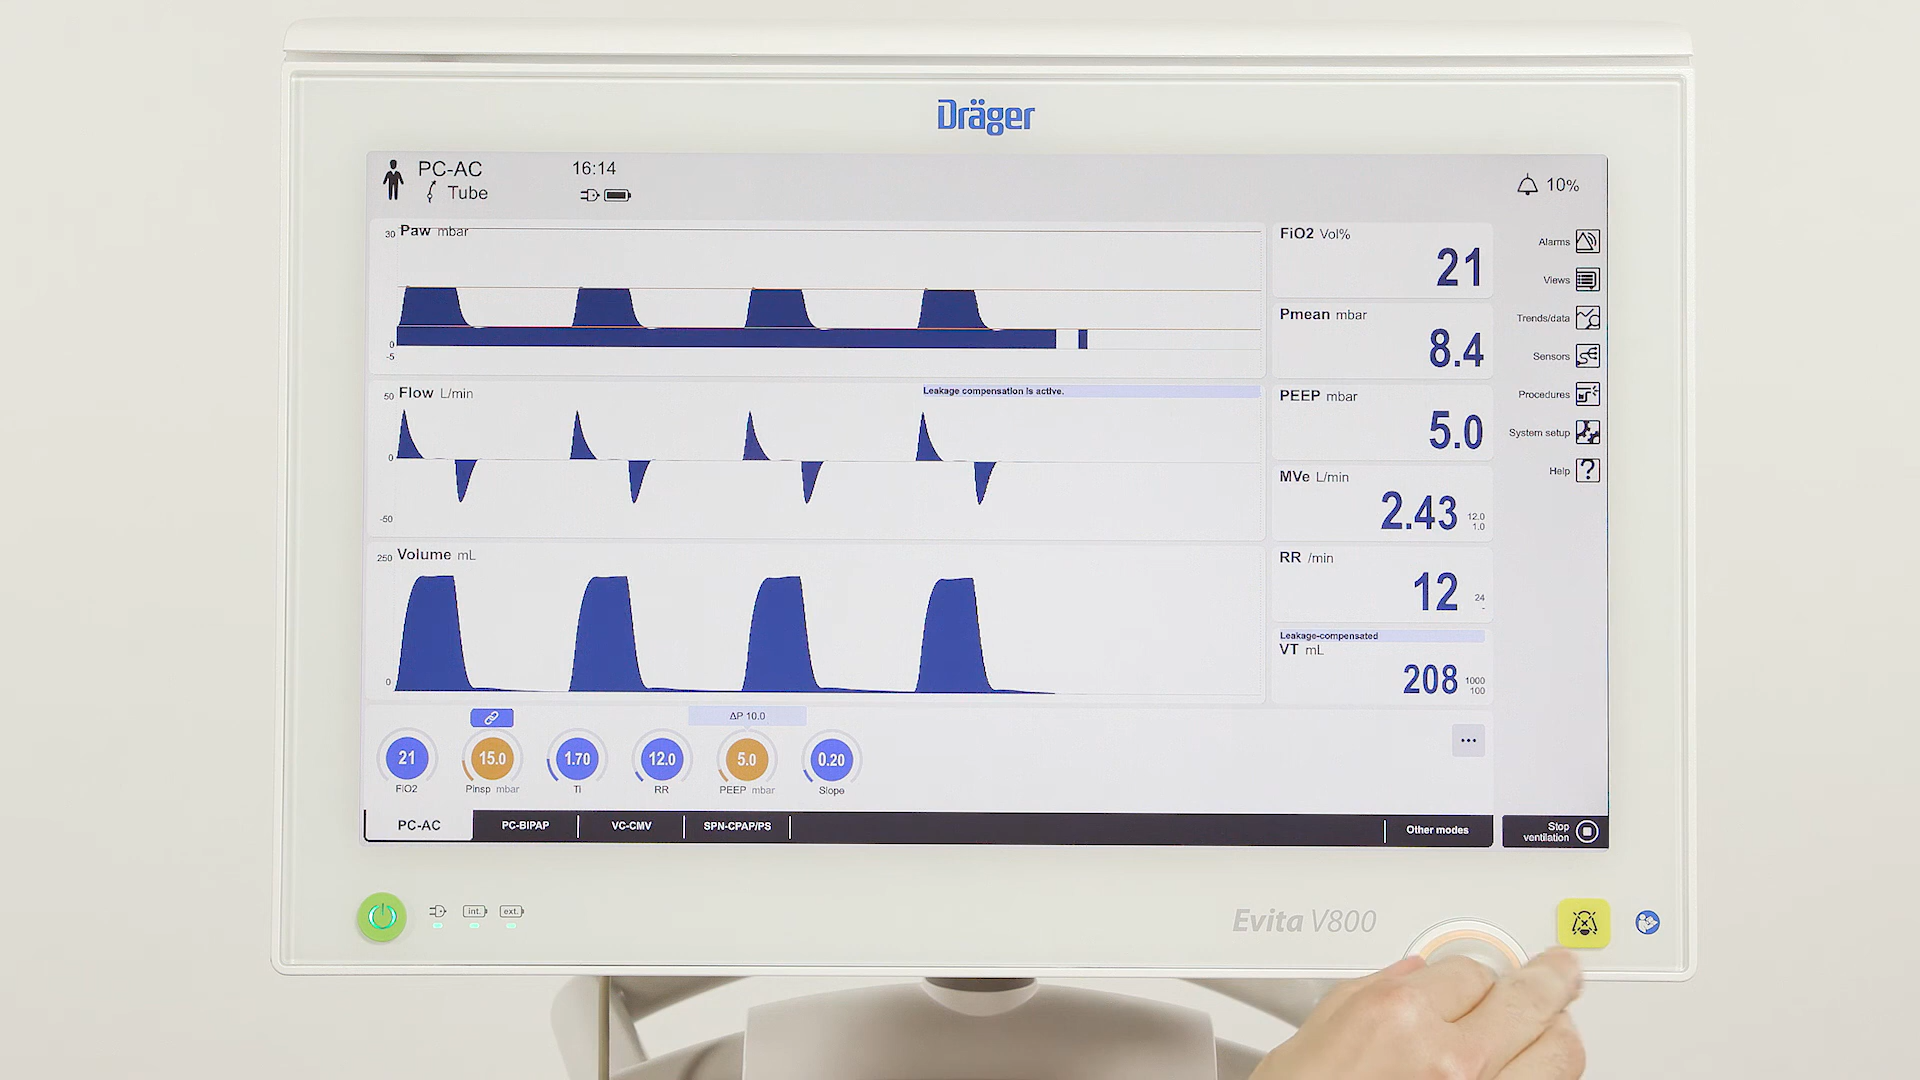 Dräger
PC-AC
Tube
16:14
10%
30 Paw mbar
0
-5
50 Flow L/min
Leakage compensation is active.
0
-50
250 Volume mL
0
FiO2 Vol%
21
Pmean mbar
8.4
PEEP mbar
5.0
MVe L/min
2.43 12.0
1.0
RR /min
12 24
-
Leakage-compensated
VT mL
208 1000
100
Alarms
Views
Trends/data
Sensors
Procedures
System setup
Help ?
ΔP 10.0
21 15.0 1.70 12.0 5.0 0.20
FiO2 Pinsp mbar Ti RR PEEP mbar Slope
...
PC-AC PC-BIPAP VC-CMV SPN-CPAP/PS Other modes
Stop
ventilation
int. ext.
Evita V800